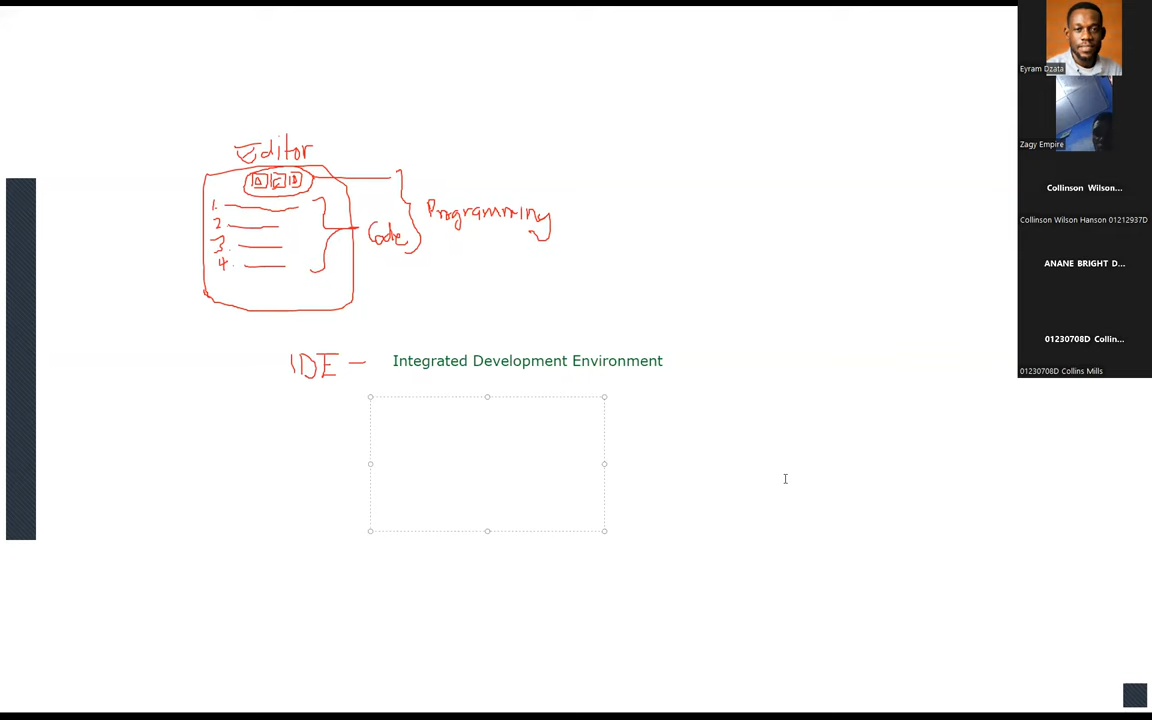 Editor
1.
2
3.
4.
Code
Programming
IDE - Integrated Development Environment
Eyram Dzata
Zagy Empire
Collinson Wilson...
Collinson Wilson Hanson 01212937D
ANANE BRIGHT D...
01230708D Collin...
01230708D Collins Mills